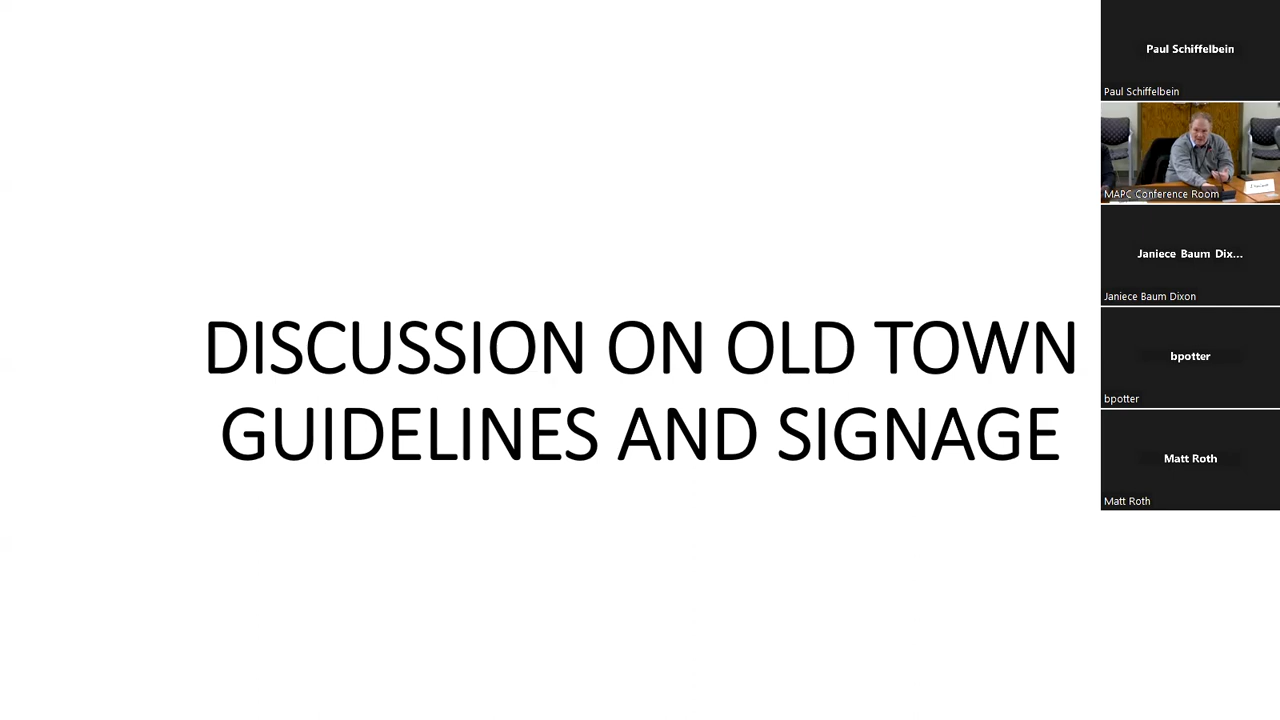 DISCUSSION ON OLD TOWN
GUIDELINES AND SIGNAGE
Paul Schiffelbein
Paul Schiffelbein
MAPC Conference Room
Janiece Baum Dix...
Janiece Baum Dixon
bpotter
bpotter
Matt Roth
Matt Roth